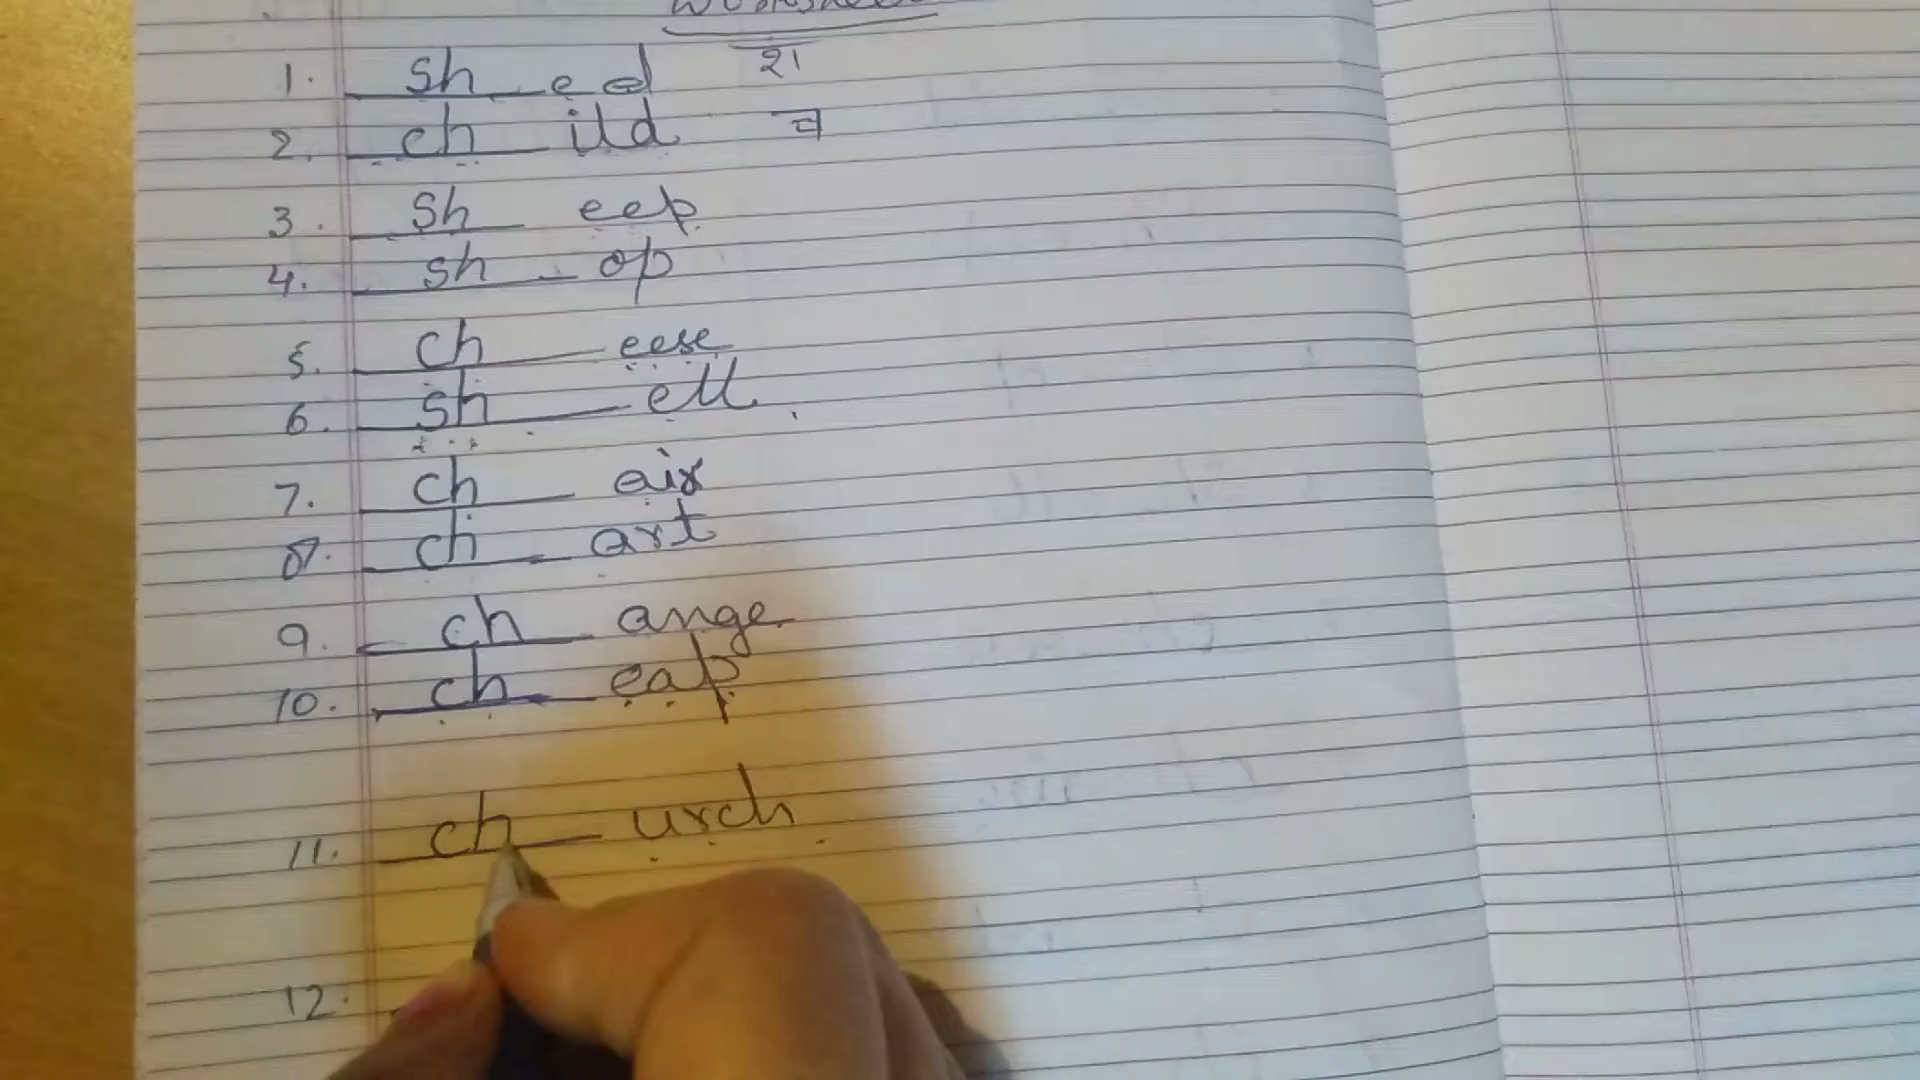 Worksheet
1. sh ed श
2. ch ild च
3. sh eep
4. sh op
5. ch eese
6. sh ell
7. ch air
8. ch art
9. ch ange
10. ch eap
11. ch urch
12.